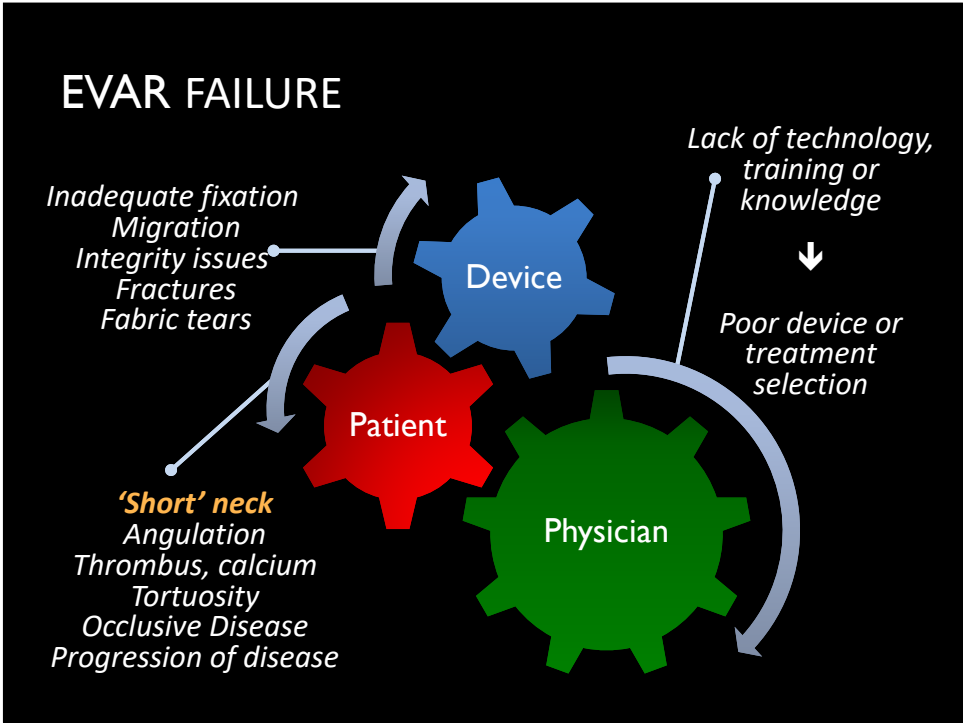 EVAR FAILURE
Inadequate fixation
Migration
Integrity issues
Fractures
Fabric tears
Lack of technology,
training or
knowledge
Poor device or
treatment
selection
Device
Patient
Physician
‘Short’ neck
Angulation
Thrombus, calcium
Tortuosity
Occlusive Disease
Progression of disease